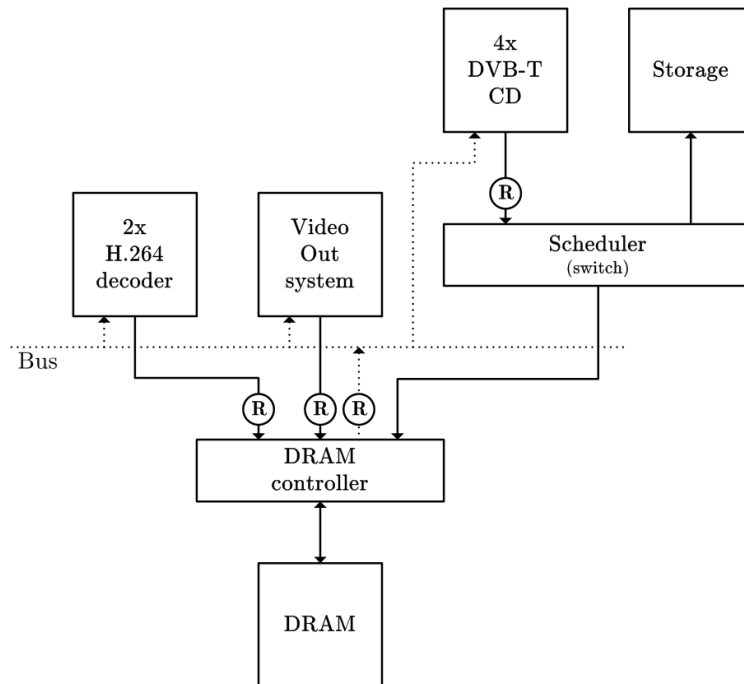 4x
DVB-T
CD
Storage
R
2x
H.264
decoder
Video
Out
system
Scheduler
(switch)
Bus
R
R
R
DRAM
controller
DRAM